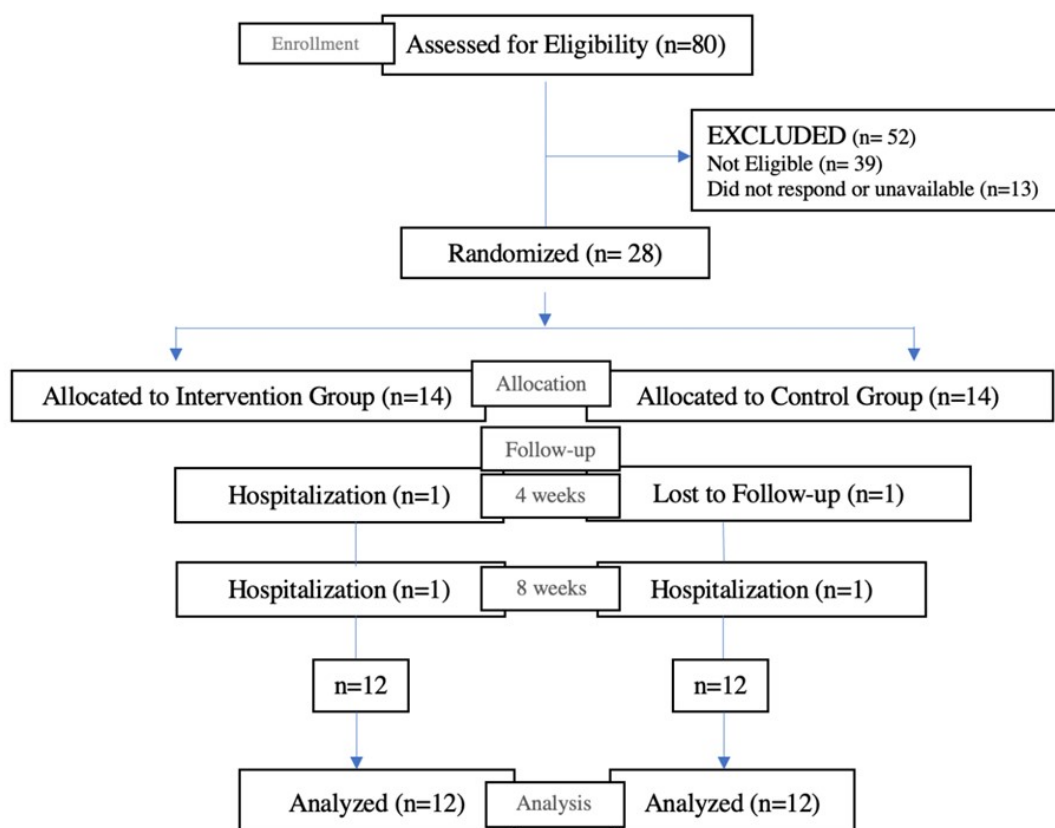 Enrollment
Assessed for Eligibility (n=80)
EXCLUDED (n= 52)
Not Eligible (n= 39)
Did not respond or unavailable (n=13)
Randomized (n= 28)
Allocated to Intervention Group (n=14)
Allocation
Allocated to Control Group (n=14)
Follow-up
Hospitalization (n=1)
4 weeks
Lost to Follow-up (n=1)
Hospitalization (n=1)
8 weeks
Hospitalization (n=1)
n=12
n=12
Analyzed (n=12)
Analysis
Analyzed (n=12)